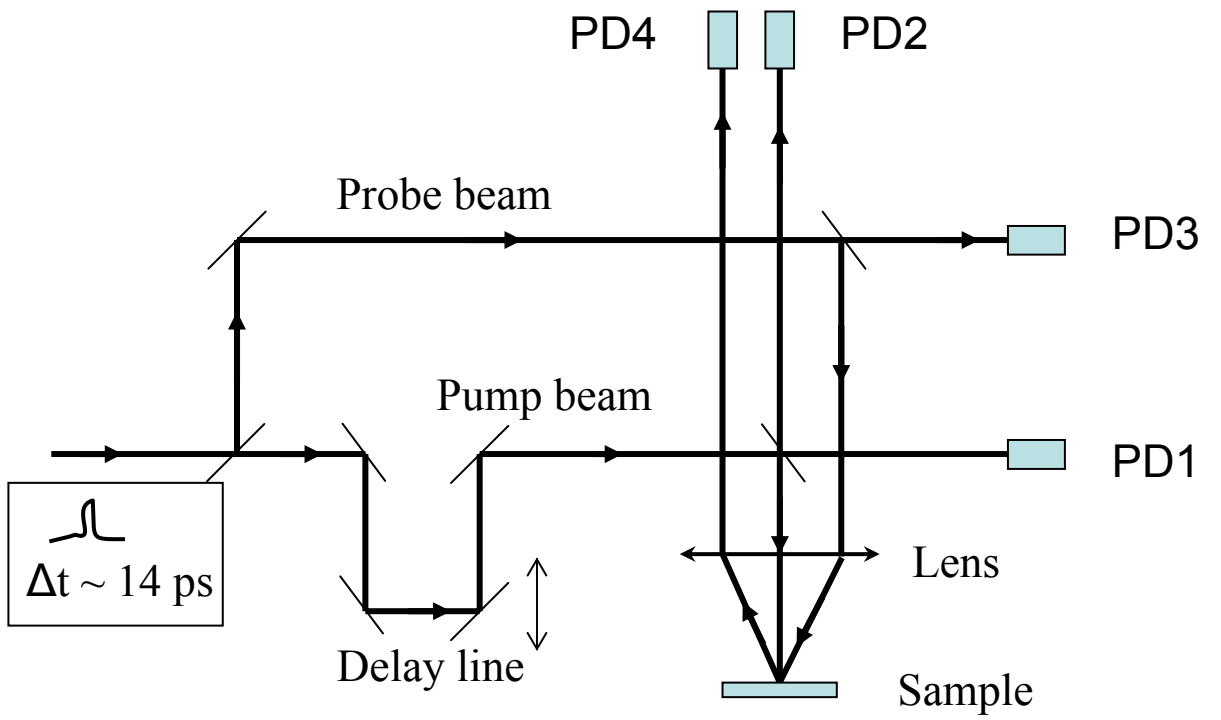 PD4
PD2
Probe beam
PD3
Pump beam
PD1
Δt ~ 14 ps
Lens
Delay line
Sample